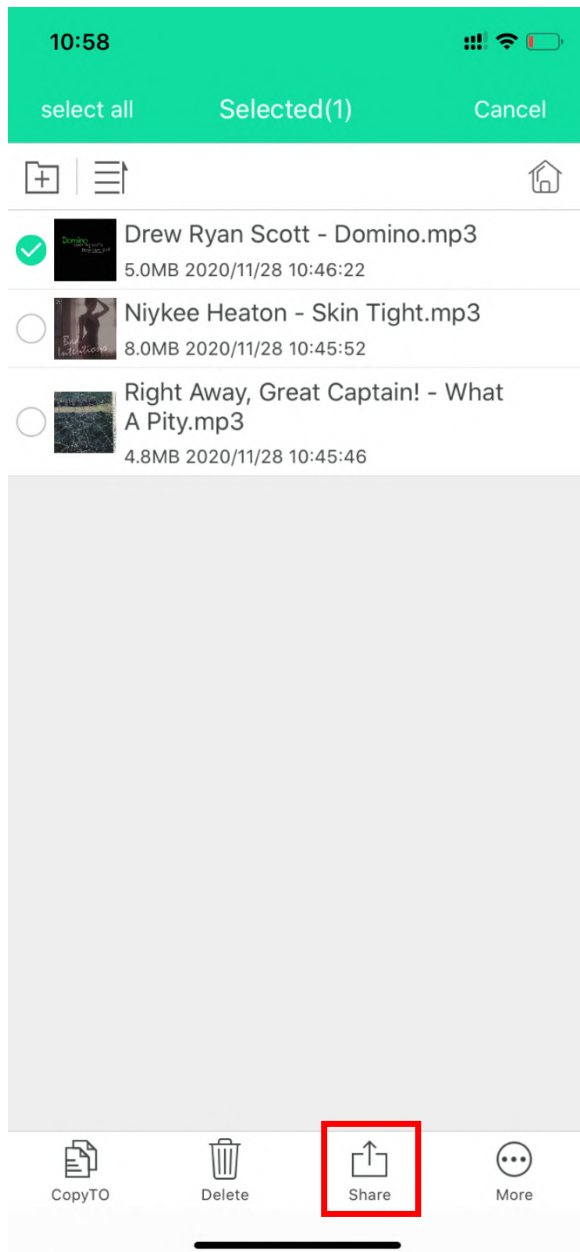 10:58
select all Selected(1) Cancel
Drew Ryan Scott - Domino.mp3
5.0MB 2020/11/28 10:46:22
Niykee Heaton - Skin Tight.mp3
8.0MB 2020/11/28 10:45:52
Right Away, Great Captain! - What
A Pity.mp3
4.8MB 2020/11/28 10:45:46
CopyTO Delete Share More